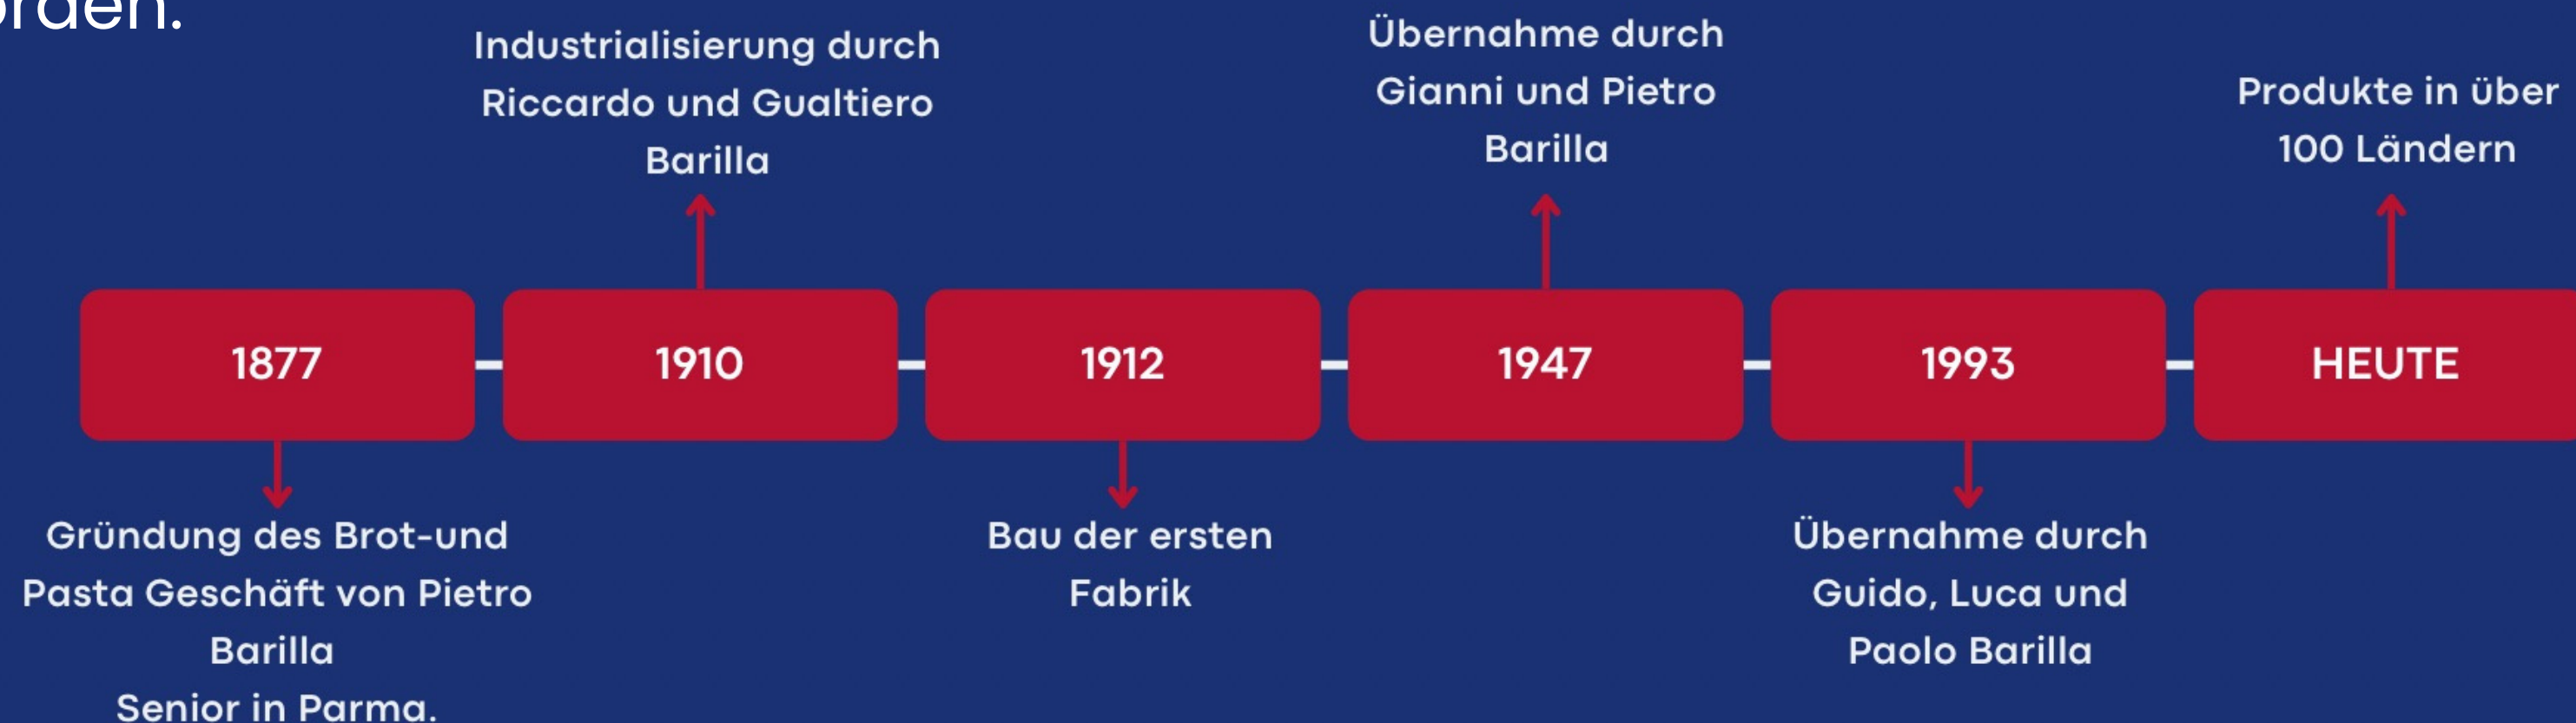 Industrialisierung durch
Riccardo und Gualtiero
Barilla
Übernahme durch
Gianni und Pietro
Barilla
Produkte in über
100 Ländern
1877
1910
1912
1947
1993
HEUTE
Gründung des Brot-und
Pasta Geschäft von Pietro
Barilla
Senior in Parma.
Bau der ersten
Fabrik
Übernahme durch
Guido, Luca und
Paolo Barilla